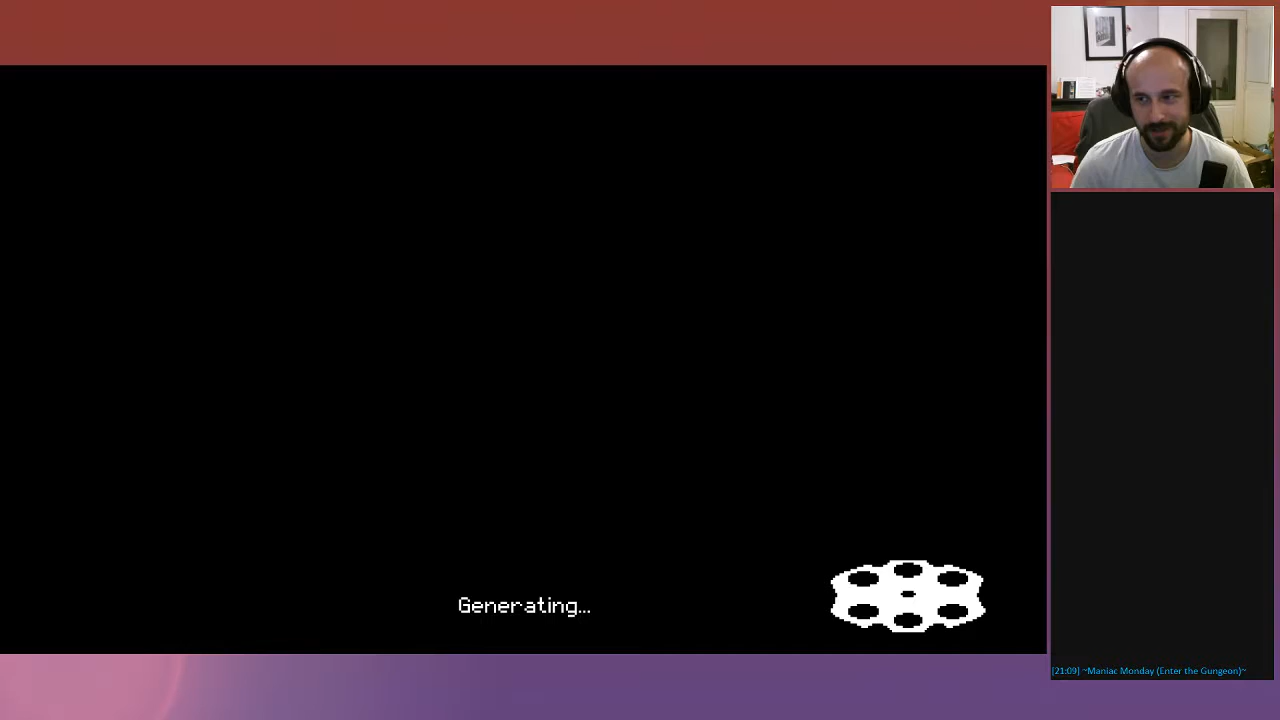 Generating...
[21:09] ~Maniac Monday (Enter the Gungeon)~